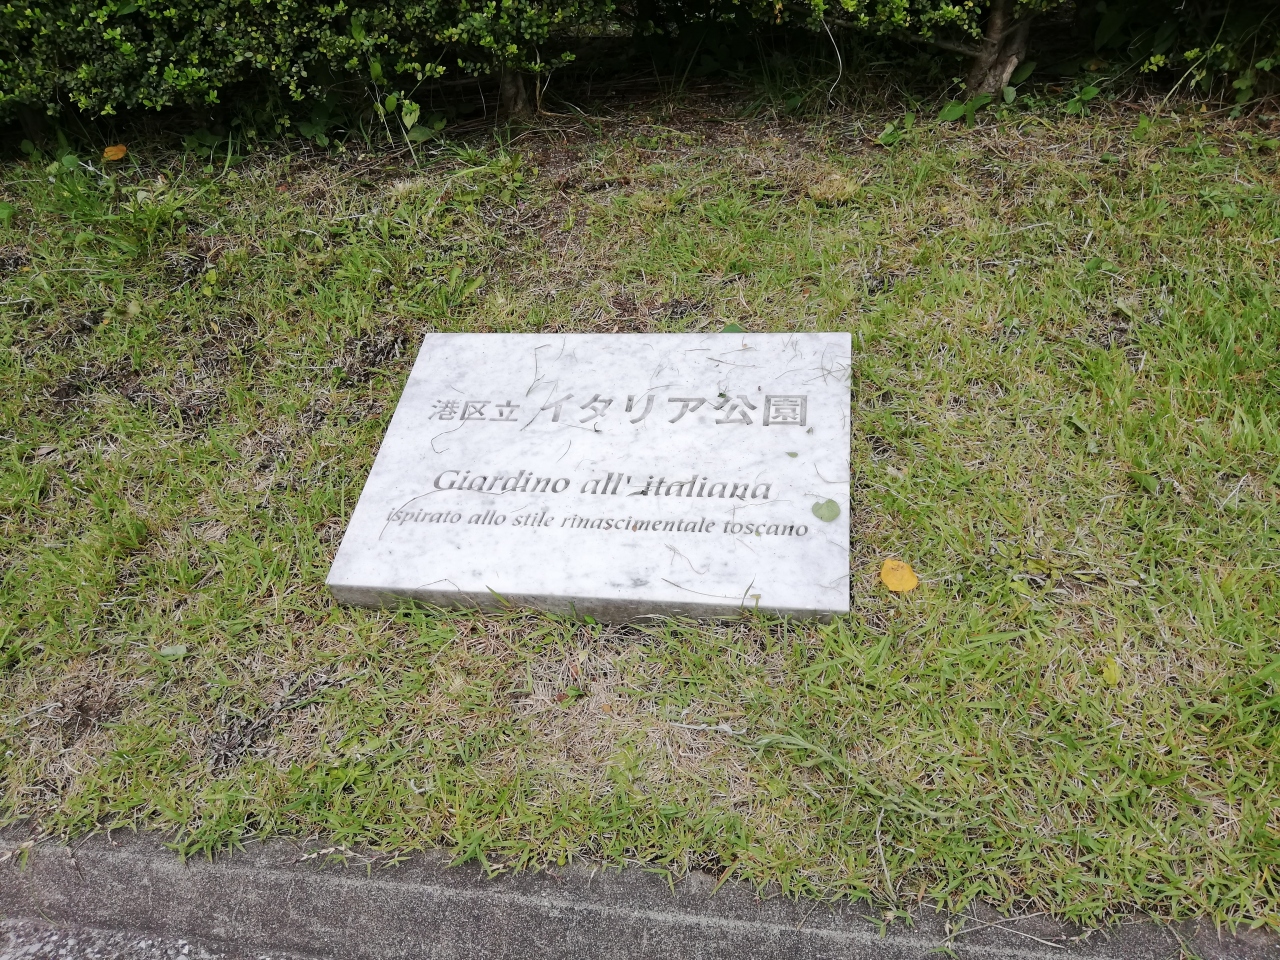 港区立 イタリア公園
Giardino all' italiana
ispirato allo stile rinascimentale toscano